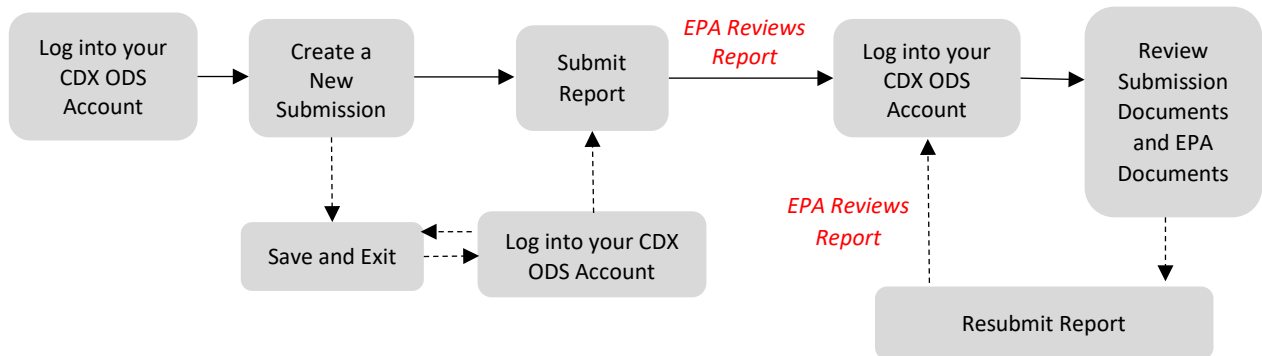 Log into your
CDX ODS
Account
Create a
New
Submission
Submit
Report
EPA Reviews
Report
Log into your
CDX ODS
Account
Review
Submission
Documents
and EPA
Documents
Save and Exit
Log into your CDX
ODS Account
EPA Reviews
Report
Resubmit Report